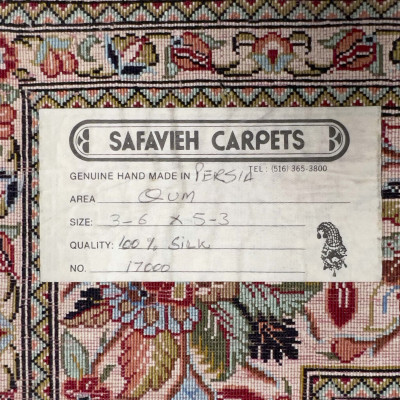 SAFAVIEH CARPETS
TEL: (516) 365-3800
GENUINE HAND MADE IN PERSIA
AREA QUM
SIZE: 3-6 x 5-3
QUALITY: 100% SILK
NO. 17000